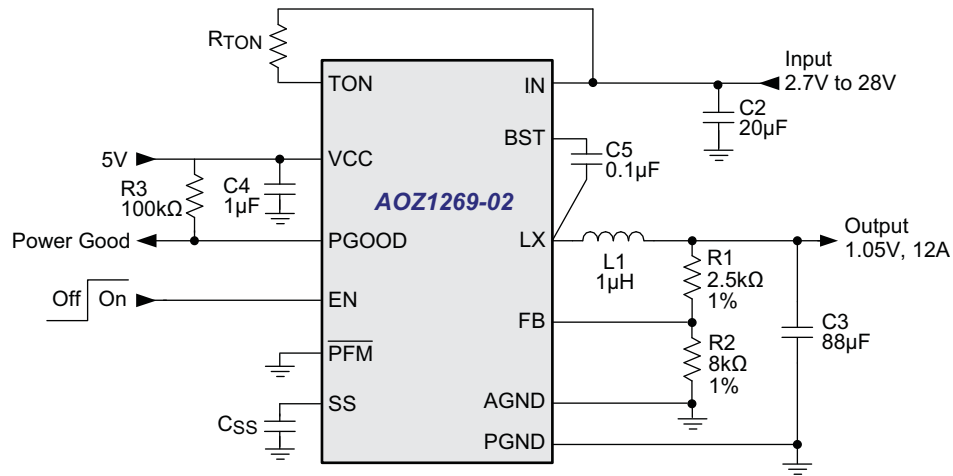 RTON
TON
IN
Input
2.7V to 28V
C2
20µF
BST
C5
0.1µF
5V
VCC
R3
100kΩ
C4
1µF
AOZ1269-02
Power Good
PGOOD
LX
L1
1µH
Output
1.05V, 12A
R1
2.5kΩ
1%
Off
On
EN
FB
R2
8kΩ
1%
C3
88µF
PFM
CSS
SS
AGND
PGND